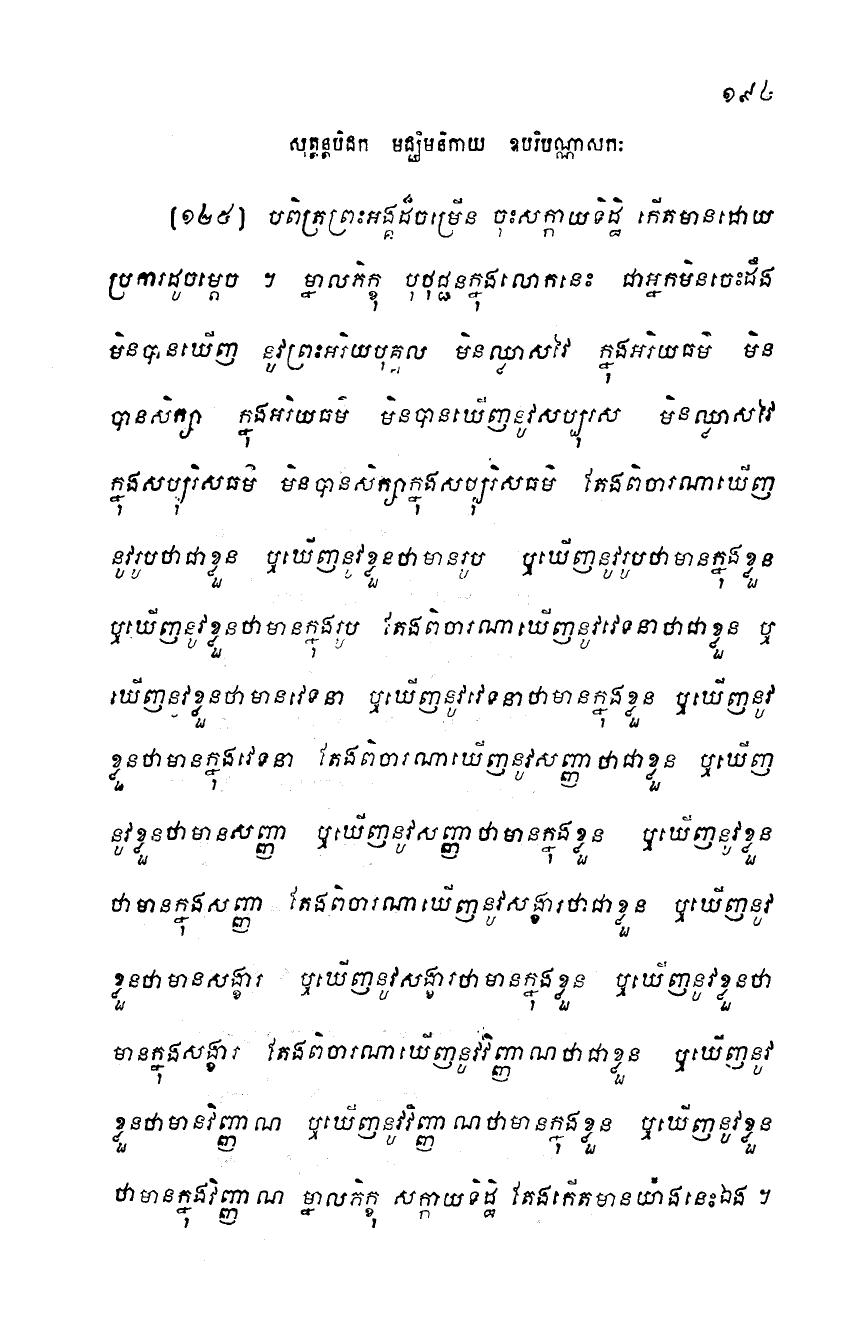 ១៩៤
សុត្តន្តបិដក មជ្ឈិមនិកាយ ឧបរិបណ្ណាសកៈ
(១២៥) បពិត្រព្រះអង្គដ៏ចម្រើន ចុះសក្កាយទិដ្ឋិ កើតមានដោយ
ប្រការដូចម្តេច ។ ម្នាលភិក្ខុ បុថុជ្ជនក្នុងលោកនេះ ជាអ្នកមិនចេះដឹង
មិនបានឃើញ នូវព្រះអរិយបុគ្គល មិនឈ្លាសវៃ ក្នុងអរិយធម៌ មិន
បានសិក្សា ក្នុងអរិយធម៌ មិនបានឃើញនូវសប្បុរស មិនឈ្លាសវៃ
ក្នុងសប្បុរិសធម៌ មិនបានសិក្សាក្នុងសប្បុរិសធម៌ តែងពិចារណាឃើញ
នូវរូបថាជាខ្លួន ឬឃើញនូវខ្លួនថាមានរូប ឬឃើញនូវរូបថាមានក្នុងខ្លួន
ឬឃើញនូវខ្លួនថាមានក្នុងរូប តែងពិចារណាឃើញនូវវេទនាថាជាខ្លួន ឬ
ឃើញនូវខ្លួនថាមានវេទនា ឬឃើញនូវវេទនាថាមានក្នុងខ្លួន ឬឃើញនូវ
ខ្លួនថាមានក្នុងវេទនា តែងពិចារណាឃើញនូវសញ្ញាថាជាខ្លួន ឬឃើញ
នូវខ្លួនថាមានសញ្ញា ឬឃើញនូវសញ្ញាថាមានក្នុងខ្លួន ឬឃើញនូវខ្លួន
ថាមានក្នុងសញ្ញា តែងពិចារណាឃើញនូវសង្ខារថាជាខ្លួន ឬឃើញនូវ
ខ្លួនថាមានសង្ខារ ឬឃើញនូវសង្ខារថាមានក្នុងខ្លួន ឬឃើញនូវខ្លួនថា
មានក្នុងសង្ខារ តែងពិចារណាឃើញនូវវិញ្ញាណថាជាខ្លួន ឬឃើញនូវ
ខ្លួនថាមានវិញ្ញាណ ឬឃើញនូវវិញ្ញាណថាមានក្នុងខ្លួន ឬឃើញនូវខ្លួន
ថាមានក្នុងវិញ្ញាណ ម្នាលភិក្ខុ សក្កាយទិដ្ឋិ តែងកើតមានយ៉ាងនេះឯង ។